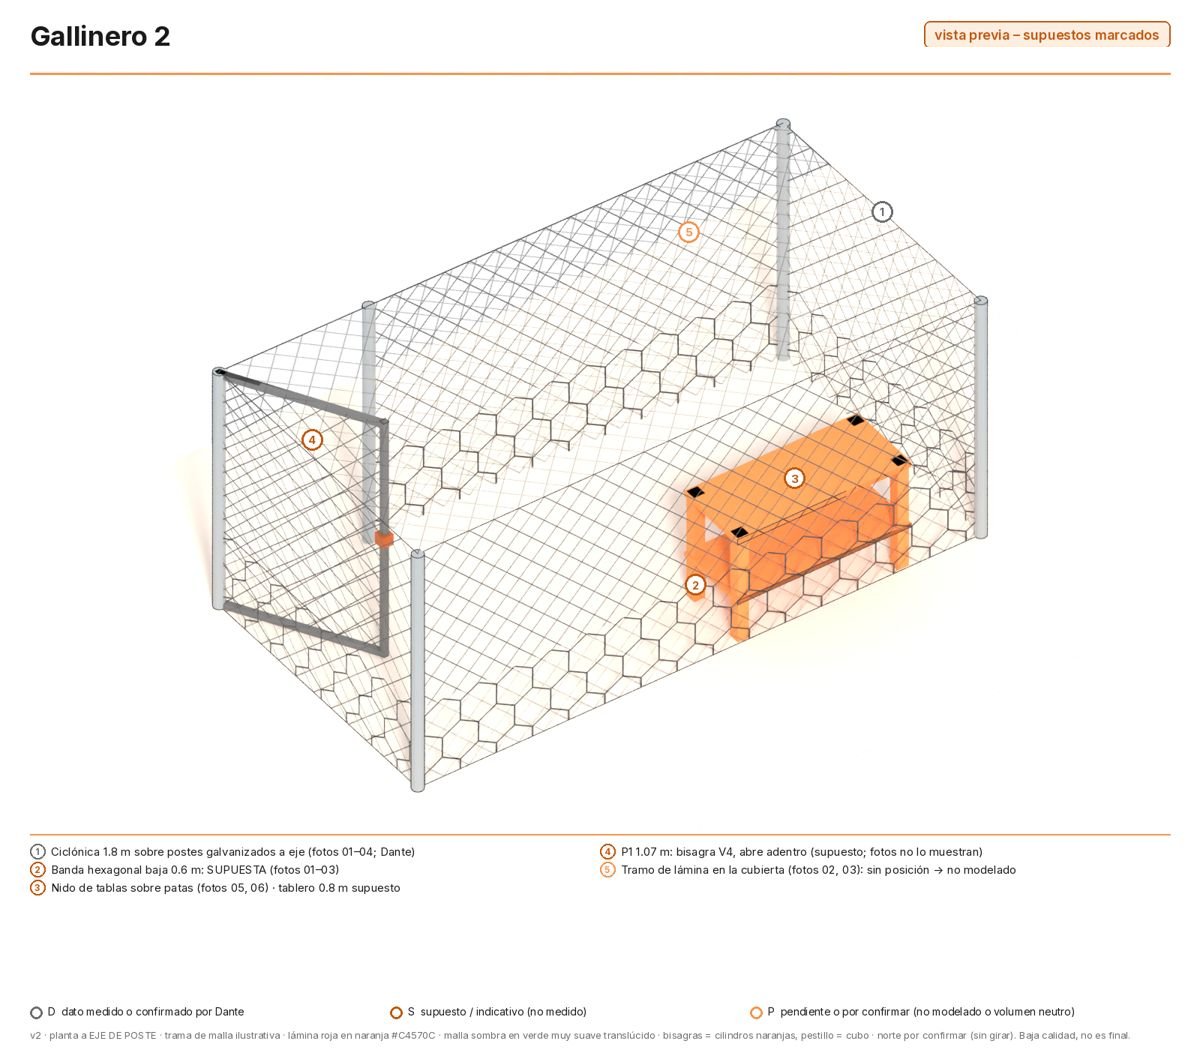 Gallinero 2
vista previa – supuestos marcados
1
5
4
3
2
1 Ciclónica 1.8 m sobre postes galvanizados a eje (fotos 01–04; Dante)
2 Banda hexagonal baja 0.6 m: SUPUESTA (fotos 01–03)
3 Nido de tablas sobre patas (fotos 05, 06) · tablero 0.8 m supuesto
4 P1 1.07 m: bisagra V4, abre adentro (supuesto; fotos no lo muestran)
5 Tramo de lámina en la cubierta (fotos 02, 03): sin posición → no modelado
D dato medido o confirmado por Dante
S supuesto / indicativo (no medido)
P pendiente o por confirmar (no modelado o volumen neutro)
v2 · planta a EJE DE POSTE · trama de malla ilustrativa · lámina roja en naranja #C4570C · malla sombra en verde muy suave translúcido · bisagras = cilindros naranjas, pestillo = cubo · norte por confirmar (sin girar). Baja calidad, no es final.